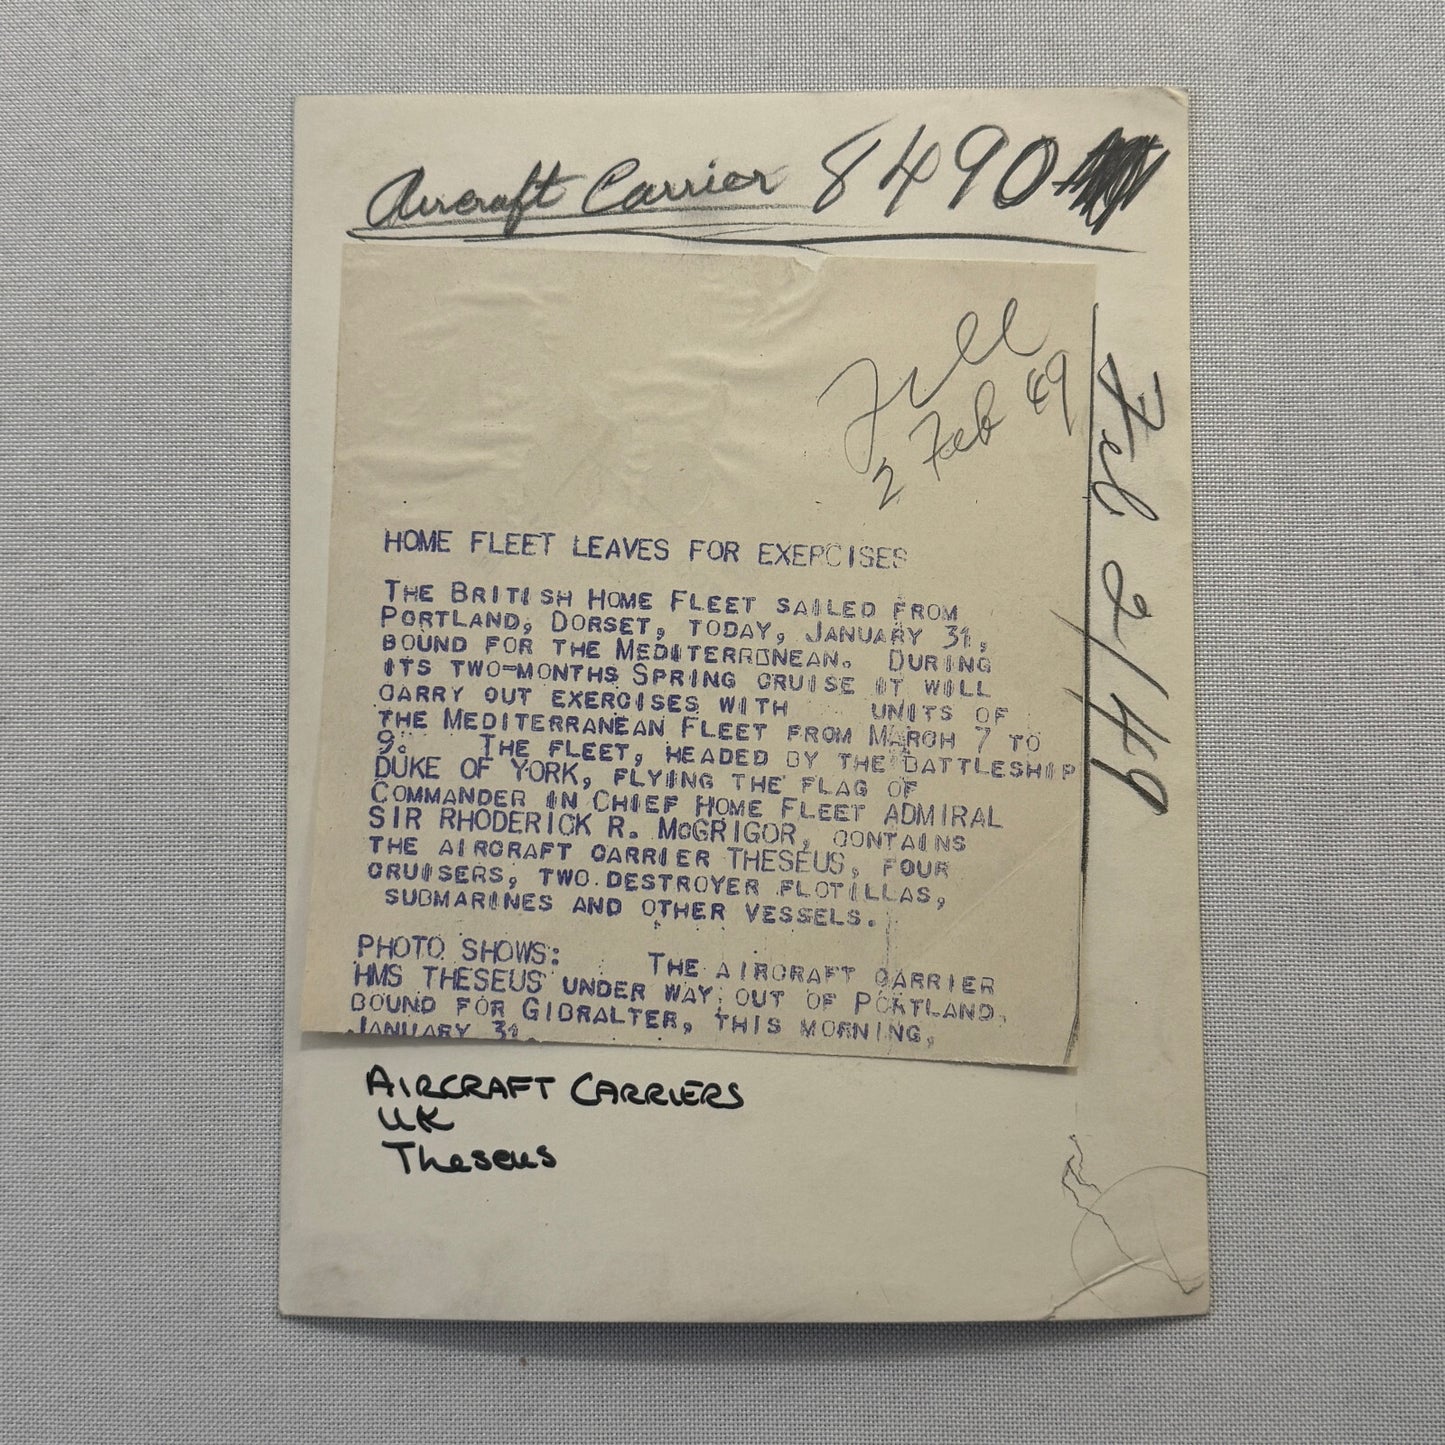 Aircraft Carrier 8490
2 Feb 49
Feb 2/49
HOME FLEET LEAVES FOR EXERCISES
THE BRITISH HOME FLEET SAILED FROM
PORTLAND, DORSET, TODAY, JANUARY 31,
BOUND FOR THE MEDITERRONEAN. DURING
ITS TWO-MONTHS SPRING CRUISE IT WILL
CARRY OUT EXERCISES WITH UNITS OF
THE MEDITERRANEAN FLEET FROM MARCH 7 TO
9. THE FLEET, HEADED BY THE BATTLESHIP
DUKE OF YORK, FLYING THE FLAG OF
COMMANDER IN CHIEF HOME FLEET ADMIRAL
SIR RHODERICK R. McGRIGOR, CONTAINS
THE AIRCRAFT CARRIER THESEUS, FOUR
CRUISERS, TWO DESTROYER FLOTILLAS,
SUBMARINES AND OTHER VESSELS.
PHOTO SHOWS: THE AIRCRAFT CARRIER
HMS THESEUS UNDER WAY, OUT OF PORTLAND,
BOUND FOR GIBRALTER, THIS MORNING,
JANUARY 31
AIRCRAFT CARRIERS
UK
Theseus